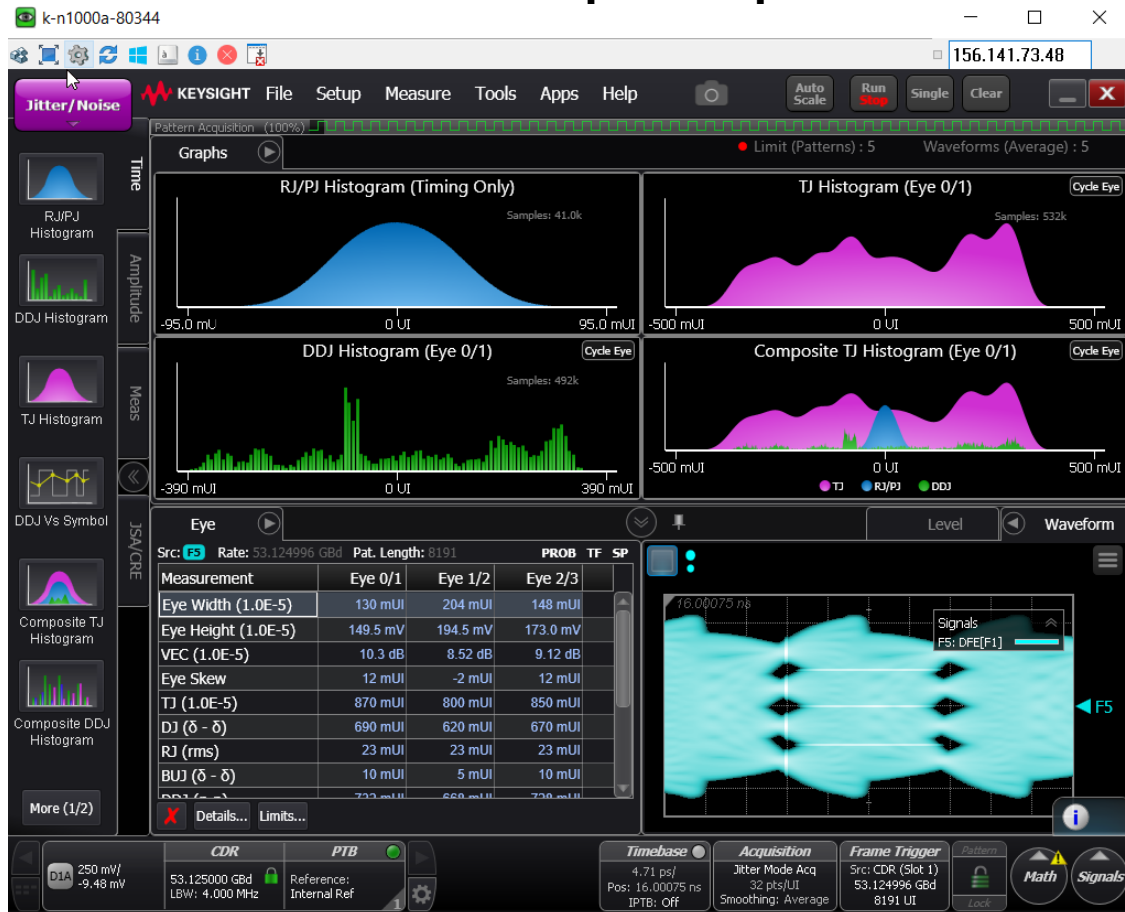 k-n1000a-80344
156.141.73.48
Jitter/Noise
KEYSIGHT File Setup Measure Tools Apps Help
Auto Scale
Run Stop
Single
Clear
X
Pattern Acquisition (100%)
Graphs
Limit (Patterns) : 5 Waveforms (Average) : 5
Time
Amplitude
Meas
JSA/CRE
RJ/PJ
Histogram
DDJ Histogram
TJ Histogram
DDJ Vs Symbol
Composite TJ
Histogram
Composite DDJ
Histogram
More (1/2)
RJ/PJ Histogram (Timing Only)
Samples: 41.0k
-95.0 mU 0 UI 95.0 mUI
TJ Histogram (Eye 0/1)
Cycle Eye
Samples: 532k
-500 mUI 0 UI 500 mUI
DDJ Histogram (Eye 0/1)
Cycle Eye
Samples: 492k
-390 mUI 0 UI 390 mUI
Composite TJ Histogram (Eye 0/1)
Cycle Eye
-500 mUI 0 UI 500 mUI
TJ RJ/PJ DDJ
Eye
Level
Waveform
Src: F5 Rate: 53.124996 GBd Pat. Length: 8191 PROB TF SP
Measurement Eye 0/1 Eye 1/2 Eye 2/3
Eye Width (1.0E-5) 130 mUI 204 mUI 148 mUI
Eye Height (1.0E-5) 149.5 mV 194.5 mV 173.0 mV
VEC (1.0E-5) 10.3 dB 8.52 dB 9.12 dB
Eye Skew 12 mUI -2 mUI 12 mUI
TJ (1.0E-5) 870 mUI 800 mUI 850 mUI
DJ (δ - δ) 690 mUI 620 mUI 670 mUI
RJ (rms) 23 mUI 23 mUI 23 mUI
BUJ (δ - δ) 10 mUI 5 mUI 10 mUI
Details... Limits...
16.00075 ns
Signals
F5: DFE[F1]
F5
D1A 250 mV/
-9.48 mV
CDR
53.125000 GBd
LBW: 4.000 MHz
PTB
Reference:
Internal Ref
1
Timebase
4.71 ps/
Pos: 16.00075 ns
IPTB: Off
Acquisition
Jitter Mode Acq
32 pts/UI
Smoothing: Average
Frame Trigger
Src: CDR (Slot 1)
53.124996 GBd
8191 UI
Pattern
Lock
Math
Signals